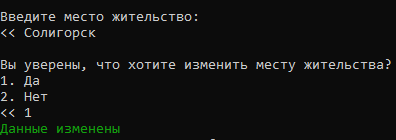 Введите место жительство:
<< Солигорск
Вы уверены, что хотите изменить месту жительства?
1. Да
2. Нет
<< 1
Данные изменены